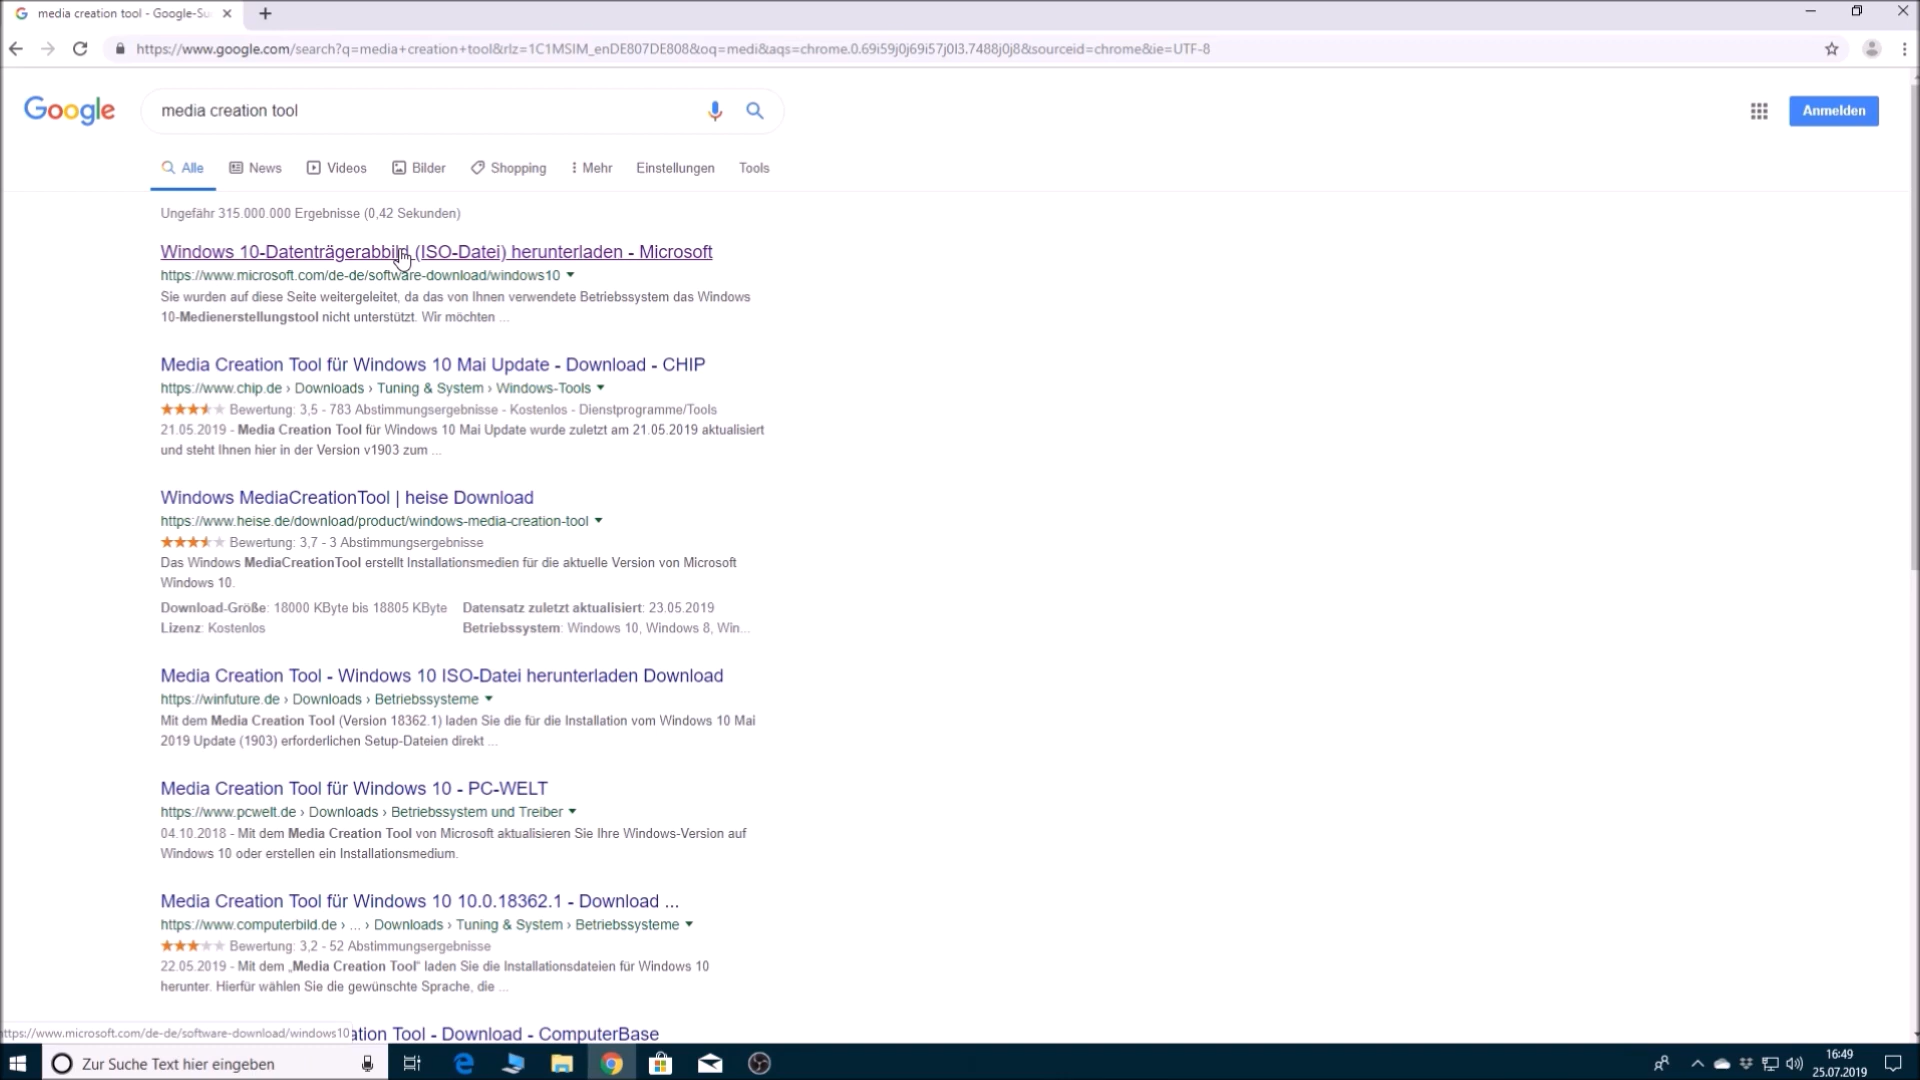 media creation tool - Google-Su
https://www.google.com/search?q=media+creation+tool&rlz=1C1MSIM_enDE807DE808&oq=medi&aqs=chrome.0.69i59j0j69i57j0l3.7488j0j8&sourceid=chrome&ie=UTF-8
Google
media creation tool
Anmelden
Alle News Videos Bilder Shopping Mehr Einstellungen Tools
Ungefähr 315.000.000 Ergebnisse (0,42 Sekunden)
Windows 10-Datenträgerabbild (ISO-Datei) herunterladen - Microsoft
https://www.microsoft.com/de-de/software-download/windows10
Sie wurden auf diese Seite weitergeleitet, da das von Ihnen verwendete Betriebssystem das Windows
10-Medienerstellungstool nicht unterstützt. Wir möchten ...
Media Creation Tool für Windows 10 Mai Update - Download - CHIP
https://www.chip.de › Downloads › Tuning & System › Windows-Tools
Bewertung: 3,5 - 783 Abstimmungsergebnisse - Kostenlos - Dienstprogramme/Tools
21.05.2019 - Media Creation Tool für Windows 10 Mai Update wurde zuletzt am 21.05.2019 aktualisiert
und steht Ihnen hier in der Version v1903 zum ...
Windows MediaCreationTool | heise Download
https://www.heise.de/download/product/windows-media-creation-tool
Bewertung: 3,7 - 3 Abstimmungsergebnisse
Das Windows MediaCreationTool erstellt Installationsmedien für die aktuelle Version von Microsoft
Windows 10.
Download-Größe: 18000 KByte bis 18805 KByte Datensatz zuletzt aktualisiert: 23.05.2019
Lizenz: Kostenlos Betriebssystem: Windows 10, Windows 8, Win...
Media Creation Tool - Windows 10 ISO-Datei herunterladen Download
https://winfuture.de › Downloads › Betriebssysteme
Mit dem Media Creation Tool (Version 18362.1) laden Sie die für die Installation vom Windows 10 Mai
2019 Update (1903) erforderlichen Setup-Dateien direkt ...
Media Creation Tool für Windows 10 - PC-WELT
https://www.pcwelt.de › Downloads › Betriebssystem und Treiber
04.10.2018 - Mit dem Media Creation Tool von Microsoft aktualisieren Sie Ihre Windows-Version auf
Windows 10 oder erstellen ein Installationsmedium.
Media Creation Tool für Windows 10 10.0.18362.1 - Download ...
https://www.computerbild.de › ... › Downloads › Tuning & System › Betriebssysteme
Bewertung: 3,2 - 52 Abstimmungsergebnisse
22.05.2019 - Mit dem „Media Creation Tool“ laden Sie die Installationsdateien für Windows 10
herunter. Hierfür wählen Sie die gewünschte Sprache, die ...
ttps://www.microsoft.com/de-de/software-download/windows10 ation Tool - Download - ComputerBase
Zur Suche Text hier eingeben
16:49
25.07.2019